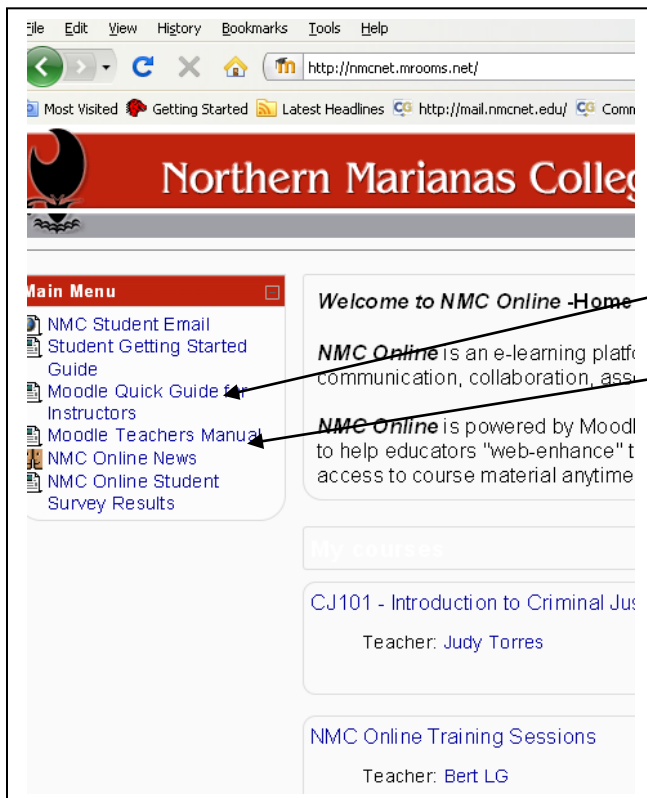 File Edit View History Bookmarks Tools Help
http://nmcnet.mrooms.net/
Most Visited Getting Started Latest Headlines CG http://mail.nmcnet.edu/ CG Comm
Northern Marianas Colleg
Main Menu
NMC Student Email
Student Getting Started
Guide
Moodle Quick Guide for
Instructors
Moodle Teachers Manual
NMC Online News
NMC Online Student
Survey Results
Welcome to NMC Online -Home
NMC Online is an e-learning platfo
communication, collaboration, asse
NMC Online is powered by Moodl
to help educators "web-enhance" t
access to course material anytime
My courses
CJ101 - Introduction to Criminal Jus
Teacher: Judy Torres
NMC Online Training Sessions
Teacher: Bert LG